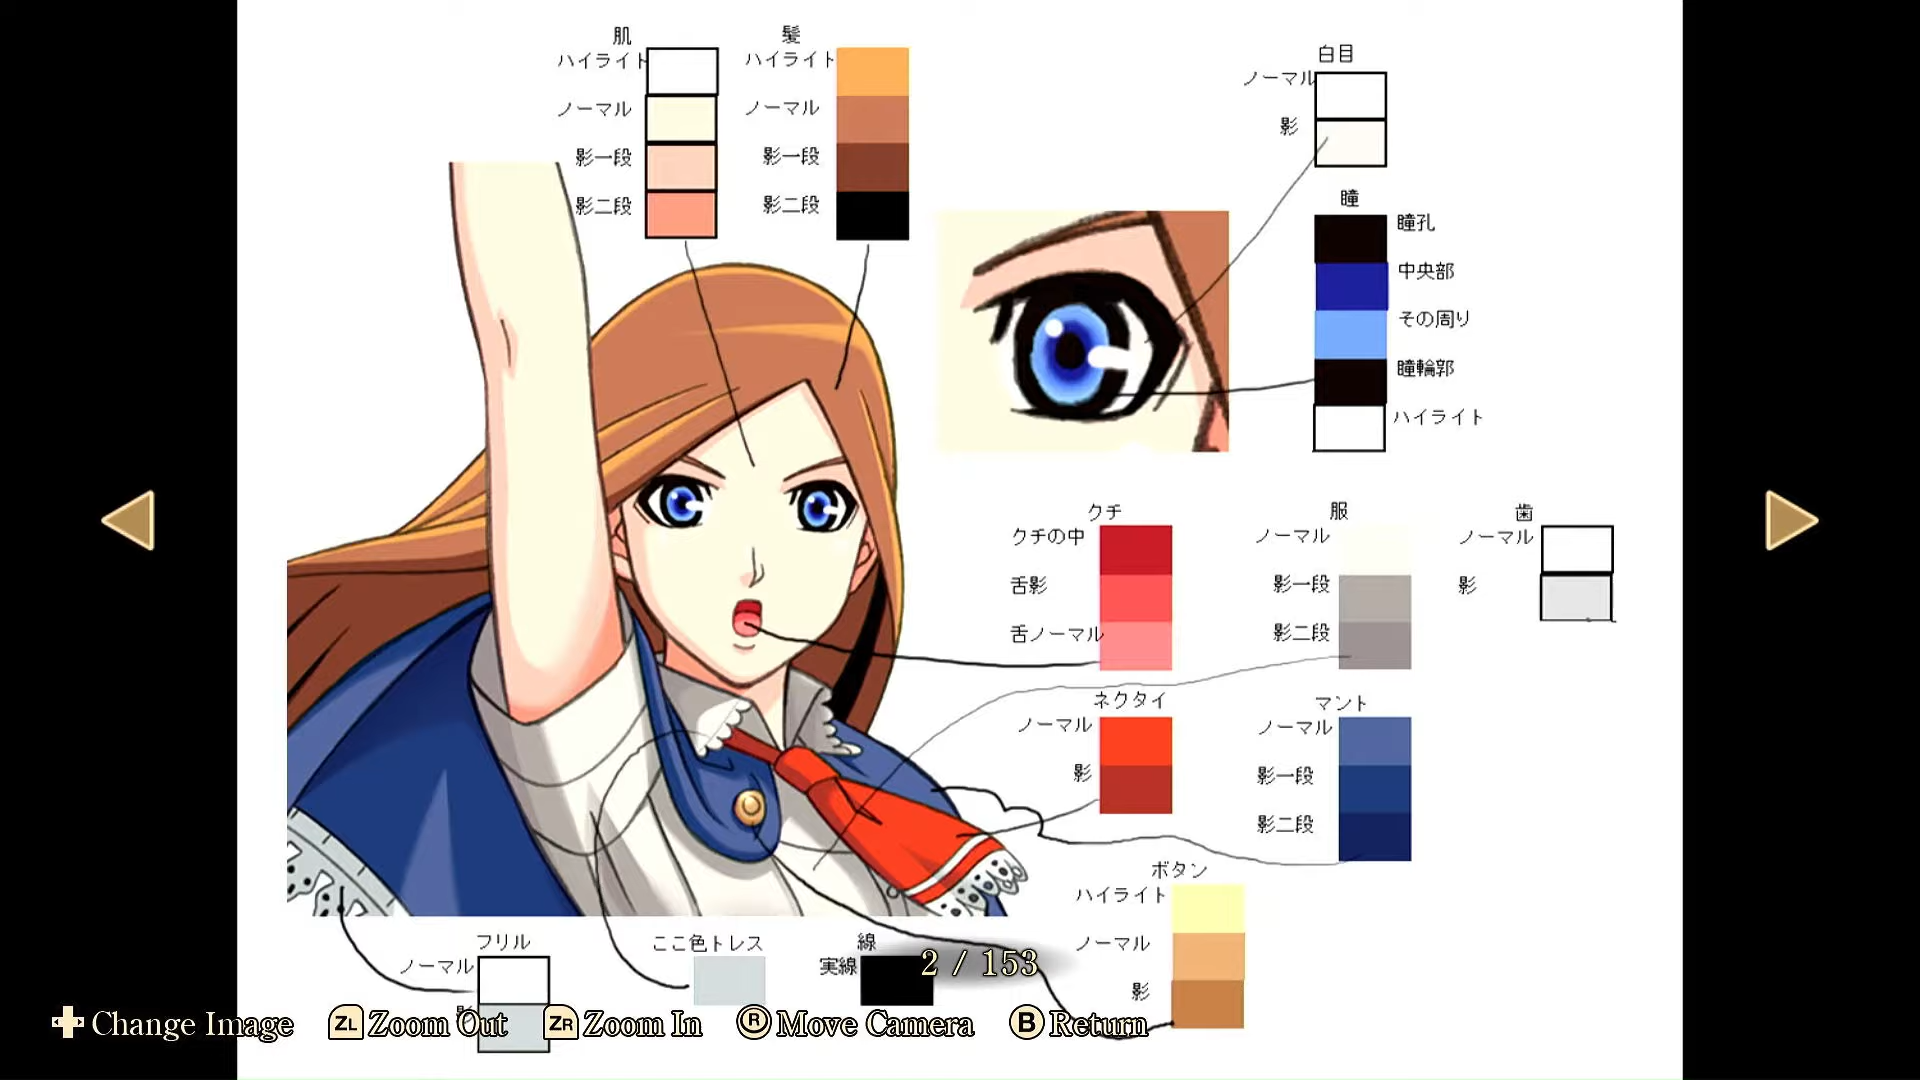 肌
ハイライト
ノーマル
影一段
影二段
髪
ハイライト
ノーマル
影一段
影二段
白目
ノーマル
影
瞳
瞳孔
中央部
その周り
瞳輪郭
ハイライト
クチ
クチの中
舌影
舌ノーマル
服
ノーマル
影一段
影二段
歯
ノーマル
影
ネクタイ
ノーマル
影
マント
ノーマル
影一段
影二段
ボタン
ハイライト
ノーマル
影
フリル
ノーマル
影
ここ色トレス
線
実線
2 / 153
Change Image ZL Zoom Out ZR Zoom In R Move Camera B Return